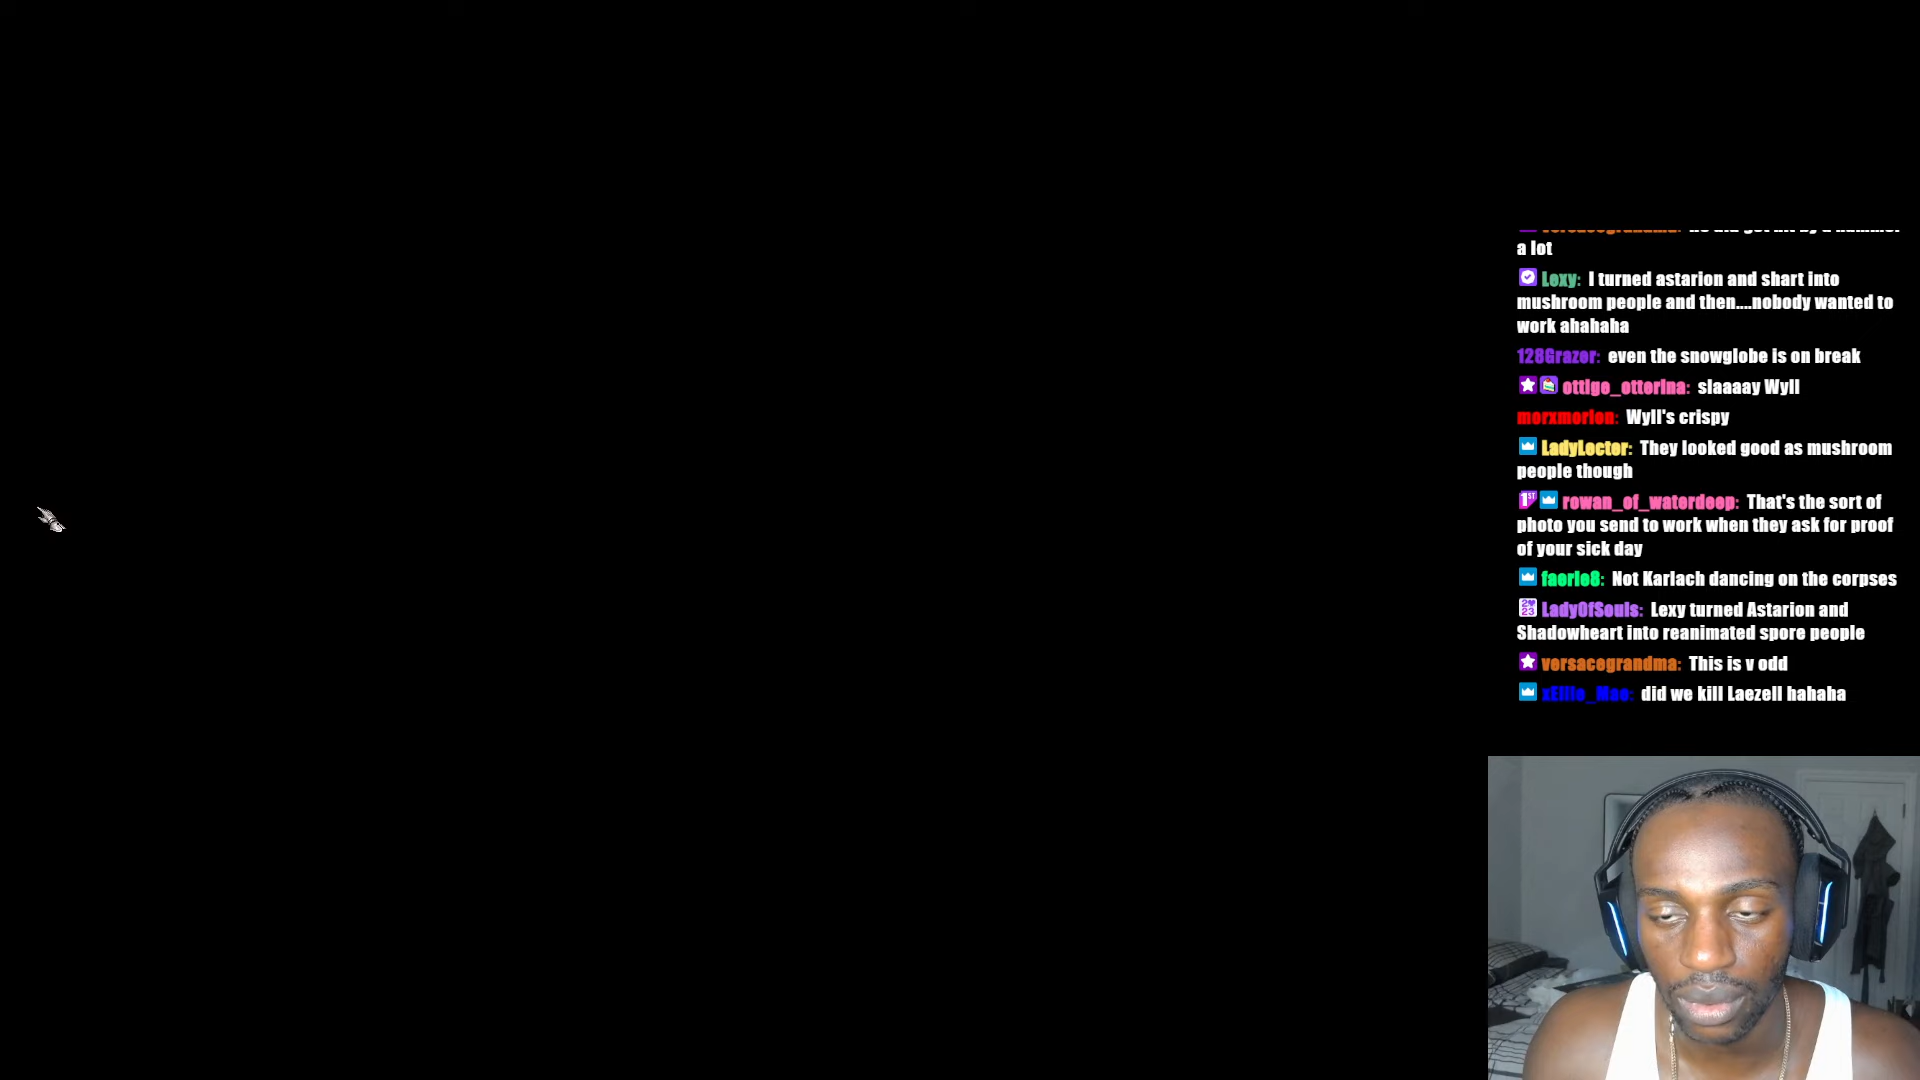 a lot
Lexy: I turned astarion and shart into
mushroom people and then....nobody wanted to
work ahahaha
128Grazer: even the snowglobe is on break
ottige_otterina: slaaaay Wyll
morxmorion: Wyll's crispy
LadyLecter: They looked good as mushroom
people though
1ST rowan_of_waterdeep: That's the sort of
photo you send to work when they ask for proof
of your sick day
faerie8: Not Karlach dancing on the corpses
LadyOfSouls: Lexy turned Astarion and
Shadowheart into reanimated spore people
versacegrandma: This is v odd
xEllie_Mae: did we kill Laezell hahaha